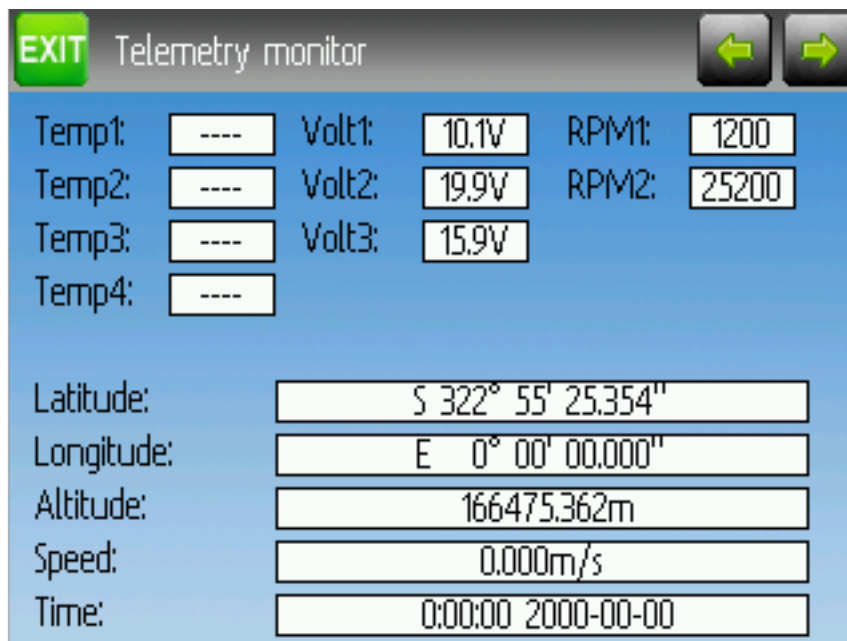 EXIT Telemetry monitor
Temp1: ---- Volt1: 10.1V RPM1: 1200
Temp2: ---- Volt2: 19.9V RPM2: 25200
Temp3: ---- Volt3: 15.9V
Temp4: ----
Latitude: S 322° 55' 25.354"
Longitude: E 0° 00' 00.000"
Altitude: 166475.362m
Speed: 0.000m/s
Time: 0:00:00 2000-00-00